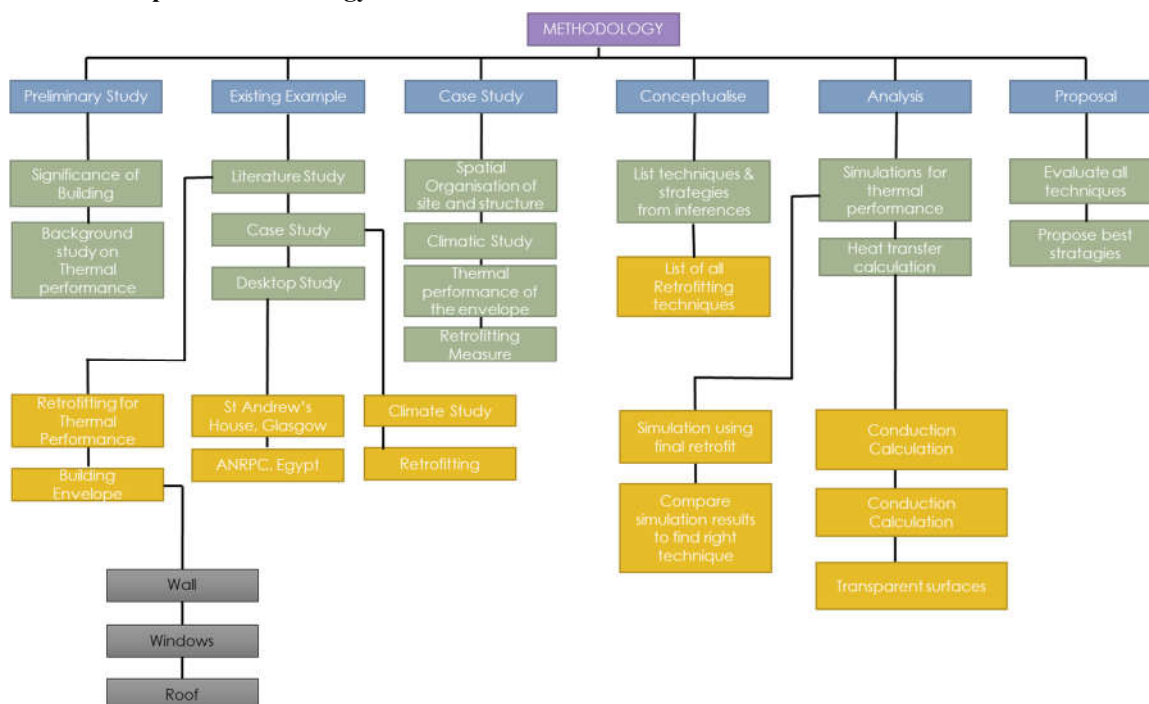 METHODOLOGY
Preliminary Study
Existing Example
Case Study
Conceptualise
Analysis
Proposal
Significance of
Building
Background
study on
Thermal
performance
Literature Study
Case Study
Desktop Study
Spatial
Organisation of
site and structure
Climatic Study
Thermal
performance of
the envelope
Retrofitting
Measure
List techniques &
strategies
from inferences
List of all
Retrofitting
techniques
Simulations for
thermal
performance
Heat transfer
calculation
Evaluate all
techniques
Propose best
stratagies
Retrofitting for
Thermal
Performance
Building
Envelope
St Andrew's
House, Glasgow
ANRPC, Egypt
Climate Study
Retrofitting
Simulation using
final retrofit
Compare
simulation results
to find right
technique
Conduction
Calculation
Conduction
Calculation
Transparent surfaces
Wall
Windows
Roof